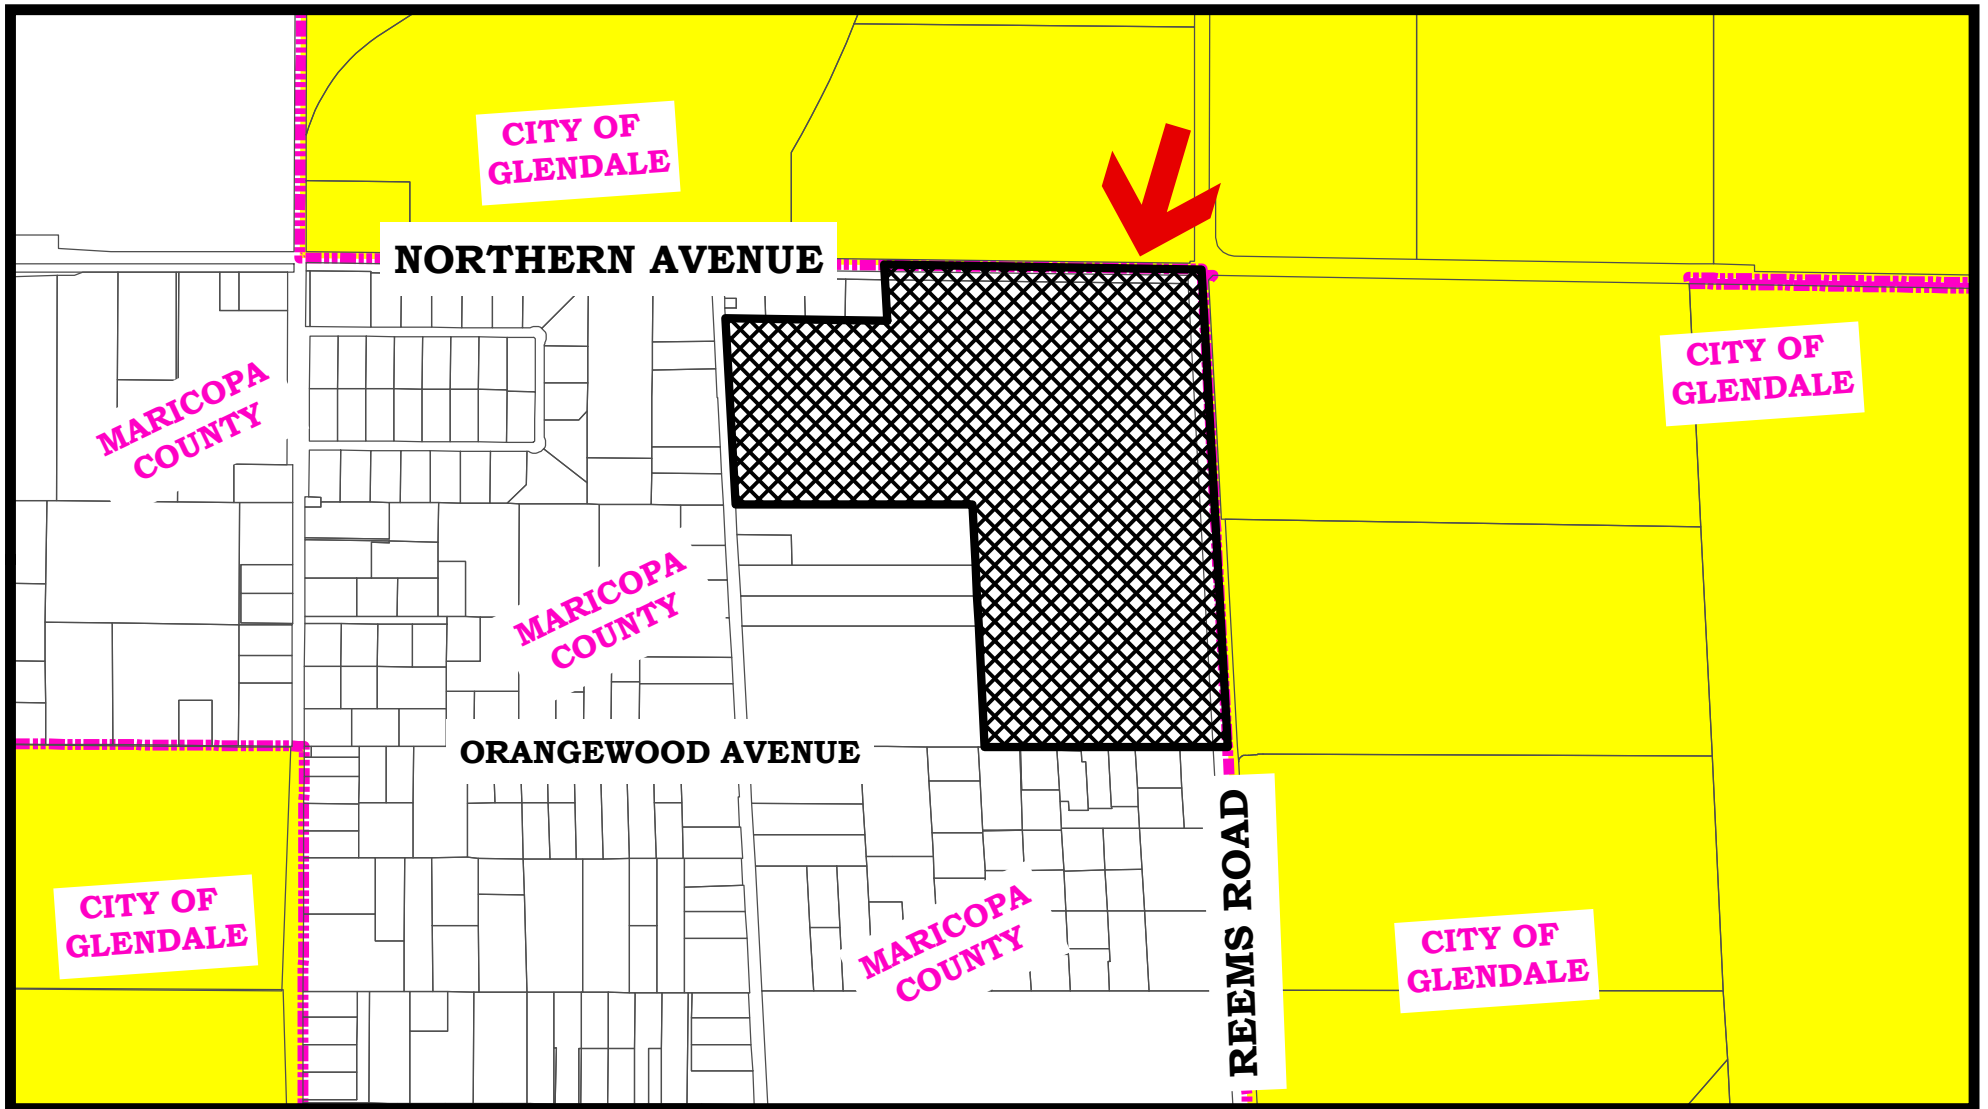 CITY OF
GLENDALE
NORTHERN AVENUE
CITY OF
GLENDALE
MARICOPA
COUNTY
MARICOPA
COUNTY
ORANGEWOOD AVENUE
CITY OF
GLENDALE
MARICOPA
COUNTY
REEMS ROAD
CITY OF
GLENDALE